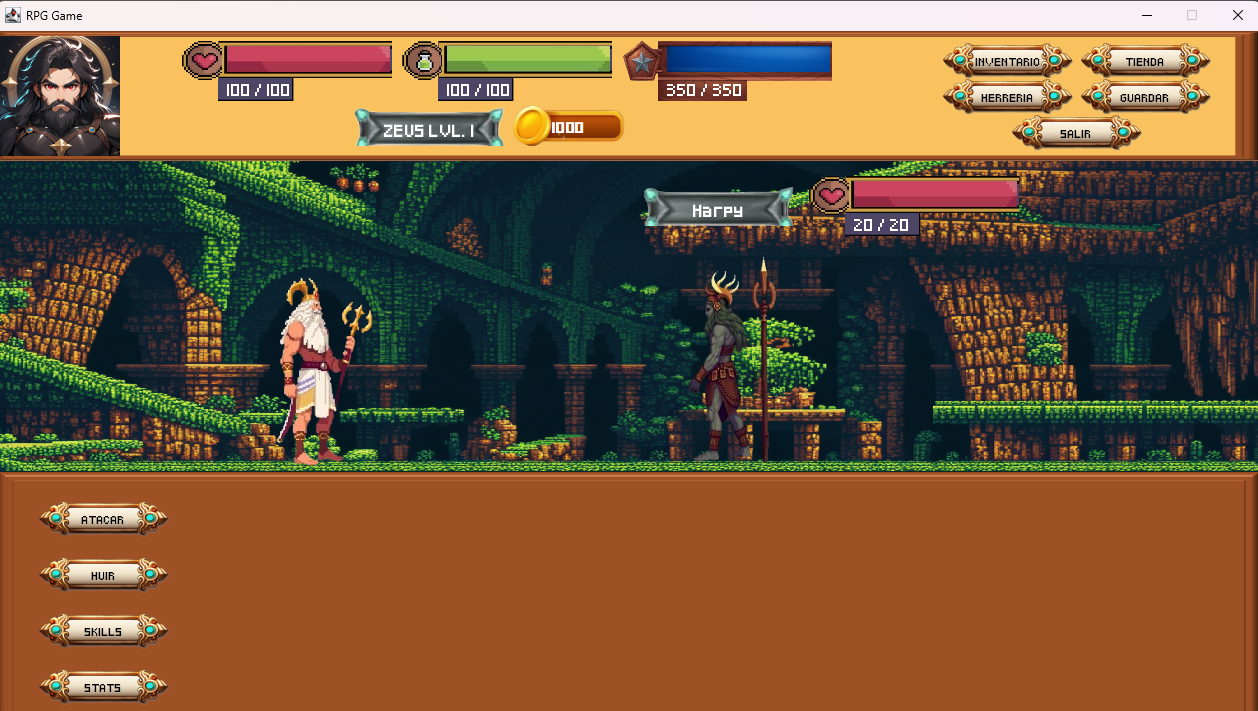 RPG Game
100 / 100
100 / 100
350 / 350
ZEUS LVL. 1
1000
INVENTARIO
TIENDA
HERRERIA
GUARDAR
SALIR
Harpy
20 / 20
ATACAR
HUIR
SKILLS
STATS